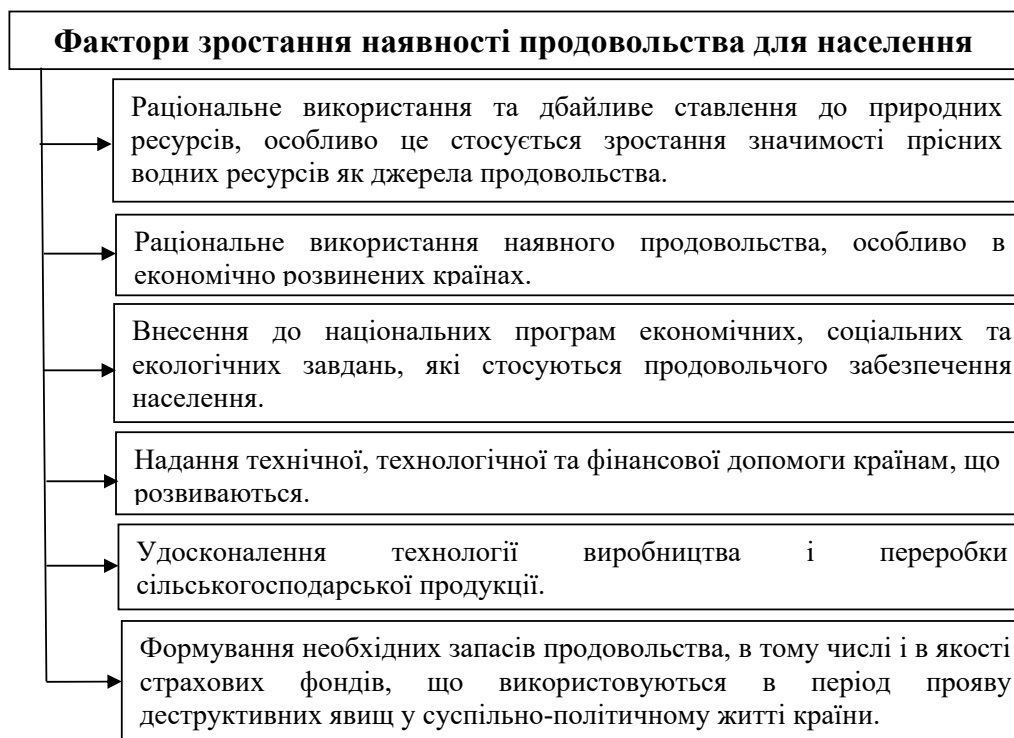 Фактори зростання наявності продовольства для населення
Раціональне використання та дбайливе ставлення до природних
ресурсів, особливо це стосується зростання значимості прісних
водних ресурсів як джерела продовольства.
Раціональне використання наявного продовольства, особливо в
економічно розвинених країнах.
Внесення до національних програм економічних, соціальних та
екологічних завдань, які стосуються продовольчого забезпечення
населення.
Надання технічної, технологічної та фінансової допомоги країнам, що
розвиваються.
Удосконалення технології виробництва і переробки
сільськогосподарської продукції.
Формування необхідних запасів продовольства, в тому числі і в якості
страхових фондів, що використовуються в період прояву
деструктивних явищ у суспільно-політичному житті країни.